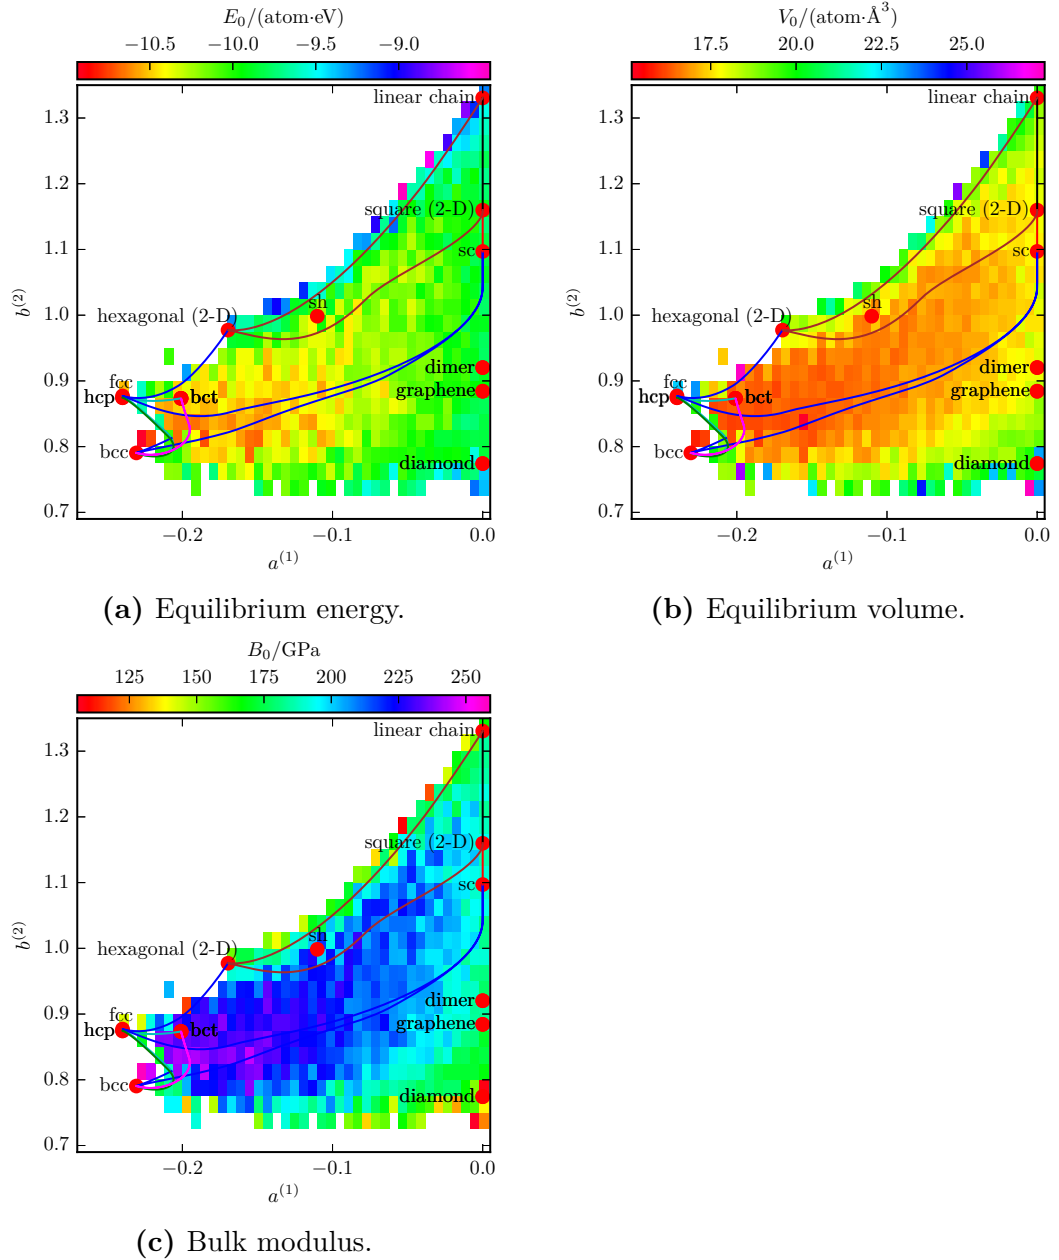 E₀/(atom·eV)
−10.5 −10.0 −9.5 −9.0
linear chain
1.3
1.2
square (2-D)
1.1
sc
b⁽²⁾
1.0
sh
hexagonal (2-D)
dimer
0.9
fcc
graphene
hcp
bct
0.8
bcc
diamond
0.7
−0.2 −0.1 0.0
a⁽¹⁾
(a) Equilibrium energy.
V₀/(atom·Å³)
17.5 20.0 22.5 25.0
linear chain
1.3
1.2
square (2-D)
1.1
sc
b⁽²⁾
1.0
sh
hexagonal (2-D)
dimer
0.9
fcc
graphene
hcp
bct
0.8
bcc
diamond
0.7
−0.2 −0.1 0.0
a⁽¹⁾
(b) Equilibrium volume.
B₀/GPa
125 150 175 200 225 250
linear chain
1.3
1.2
square (2-D)
1.1
sc
b⁽²⁾
1.0
sh
hexagonal (2-D)
dimer
0.9
fcc
graphene
hcp
bct
0.8
bcc
diamond
0.7
−0.2 −0.1 0.0
a⁽¹⁾
(c) Bulk modulus.